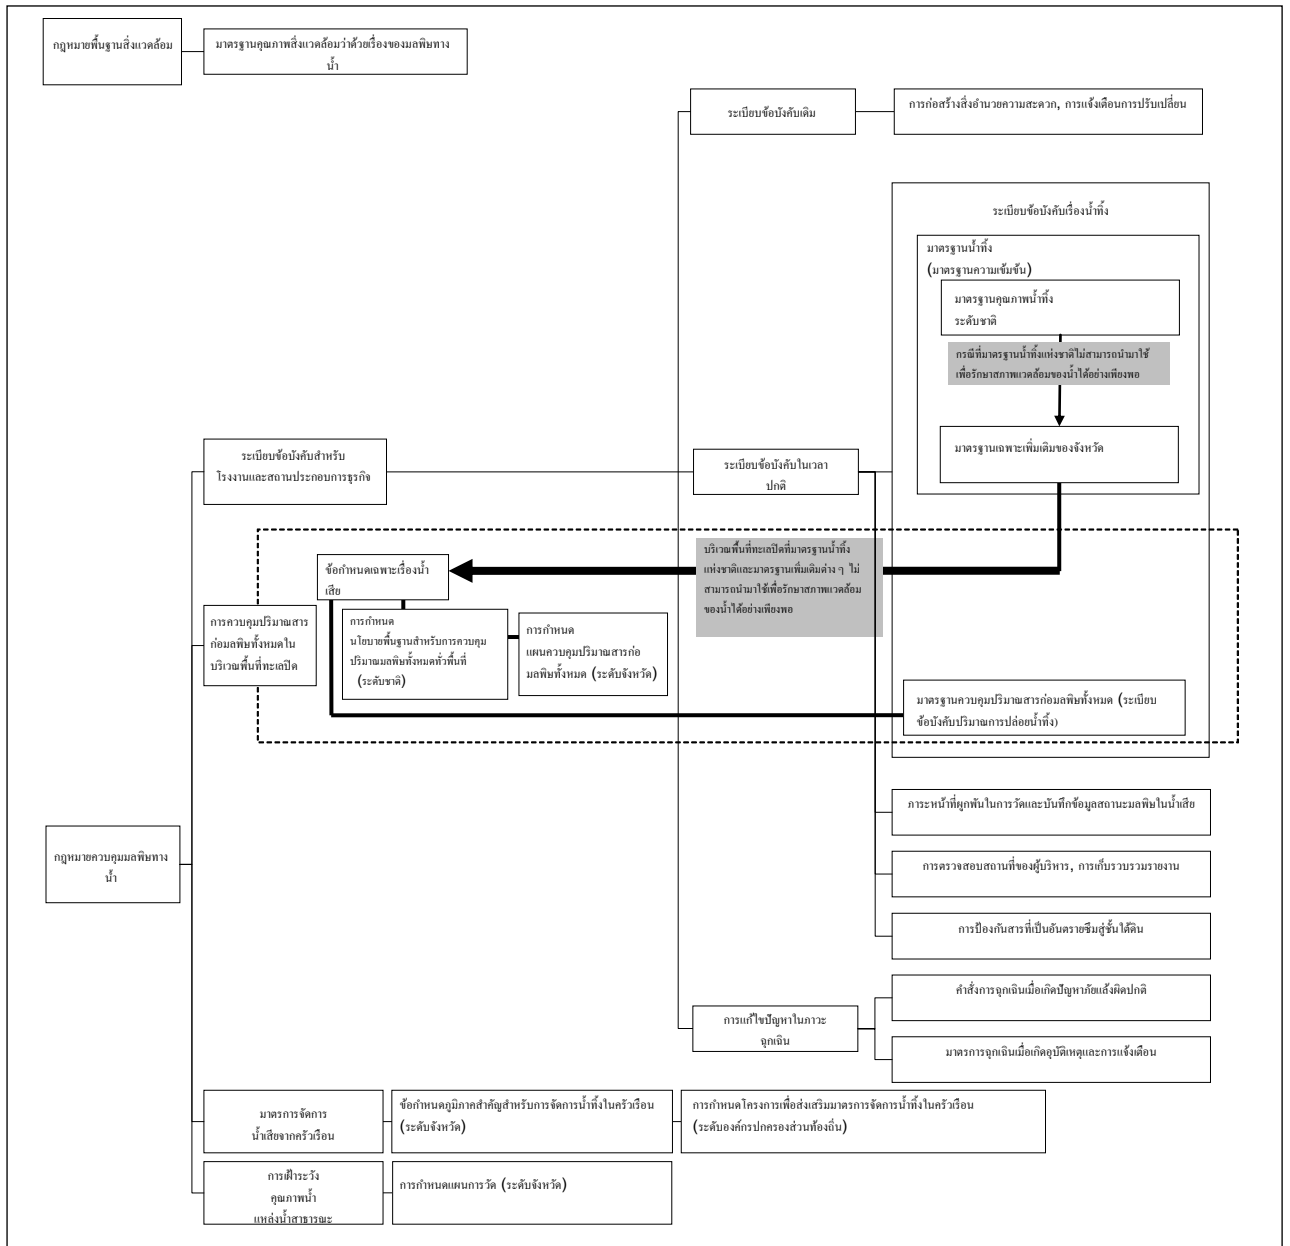 กฎหมายพื้นฐานสิ่งแวดล้อม
มาตรฐานคุณภาพสิ่งแวดล้อมว่าด้วยเรื่องของมลพิษทาง
น้ำ
ระเบียบข้อบังคับเดิม
การก่อสร้างสิ่งอำนวยความสะดวก, การแจ้งเตือนการปรับเปลี่ยน
ระเบียบข้อบังคับเรื่องน้ำทิ้ง
มาตรฐานน้ำทิ้ง
(มาตรฐานความเข้มข้น)
มาตรฐานคุณภาพน้ำทิ้ง
ระดับชาติ
กรณีที่มาตรฐานน้ำทิ้งแห่งชาติไม่สามารถนำมาใช้
เพื่อรักษาสภาพแวดล้อมของน้ำได้อย่างเพียงพอ
มาตรฐานเฉพาะเพิ่มเติมของจังหวัด
ระเบียบข้อบังคับสำหรับ
โรงงานและสถานประกอบการธุรกิจ
ระเบียบข้อบังคับในเวลา
ปกติ
บริเวณพื้นที่ทะเลปิดที่มาตรฐานน้ำทิ้ง
แห่งชาติและมาตรฐานเพิ่มเติมต่าง ๆ ไม่
สามารถนำมาใช้เพื่อรักษาสภาพแวดล้อม
ของน้ำได้อย่างเพียงพอ
ข้อกำหนดเฉพาะเรื่องน้ำ
เสีย
การควบคุมปริมาณสาร
ก่อมลพิษทั้งหมดใน
บริเวณพื้นที่ทะเลปิด
การกำหนด
นโยบายพื้นฐานสำหรับการควบคุม
ปริมาณมลพิษทั้งหมดทั่วพื้นที่
(ระดับชาติ)
การกำหนด
แผนควบคุมปริมาณสารก่อ
มลพิษทั้งหมด (ระดับจังหวัด)
มาตรฐานควบคุมปริมาณสารก่อมลพิษทั้งหมด (ระเบียบ
ข้อบังคับปริมาณการปล่อยน้ำทิ้ง)
ภาระหน้าที่ผูกพันในการวัดและบันทึกข้อมูลสถานะมลพิษในน้ำเสีย
กฎหมายควบคุมมลพิษทาง
น้ำ
การตรวจสอบสถานที่ของผู้บริหาร, การเก็บรวบรวมรายงาน
การป้องกันสารที่เป็นอันตรายซึมสู่ชั้นใต้ดิน
คำสั่งการฉุกเฉินเมื่อเกิดปัญหาภัยแล้งผิดปกติ
การแก้ไขปัญหาในภาวะ
ฉุกเฉิน
มาตรการฉุกเฉินเมื่อเกิดอุบัติเหตุและการแจ้งเตือน
มาตรการจัดการ
น้ำเสียจากครัวเรือน
ข้อกำหนดภูมิภาคสำคัญสำหรับการจัดการน้ำทิ้งในครัวเรือน
(ระดับจังหวัด)
การกำหนดโครงการเพื่อส่งเสริมมาตรการจัดการน้ำทิ้งในครัวเรือน
(ระดับองค์กรปกครองส่วนท้องถิ่น)
การเฝ้าระวัง
คุณภาพน้ำ
แหล่งน้ำสาธารณะ
การกำหนดแผนการวัด (ระดับจังหวัด)